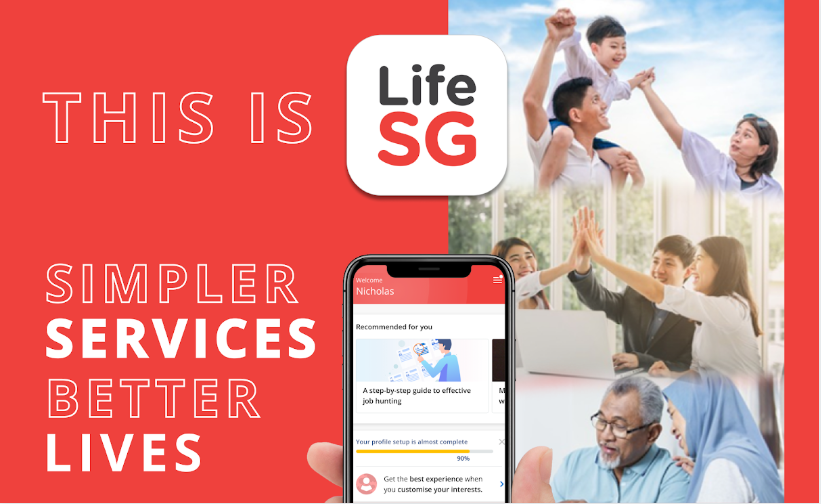 THIS IS
Life
SG
SIMPLER
SERVICES
BETTER
LIVES
Welcome
Nicholas
Recommended for you
A step-by-step guide to effective
job hunting
M
w
Your profile setup is almost complete
90%
Get the best experience when
you customise your interests.